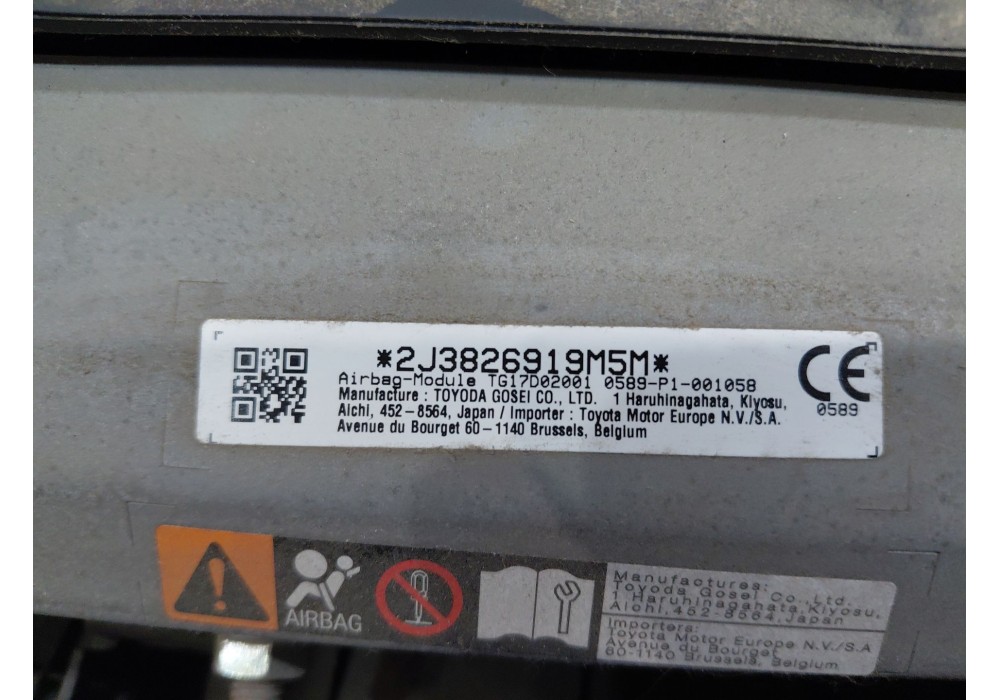 *2J3826919M5M*
Airbag-Module TG17D02001 0589-P1-001058
Manufacture : TOYODA GOSEI CO., LTD. 1 Haruhinagahata, Kiyosu,
Aichi, 452-8564, Japan / Importer : Toyota Motor Europe N.V./S.A.
Avenue du Bourget 60-1140 Brussels, Belgium
CE
0589
AIRBAG
Manufactures:
Toyoda Gosei Co.,Ltd.
1 Haruhinagahata,Kiyosu,
Aichi,452-8564,Japan
Importers:
Toyota Motor Europe N.V./S.A
Avenue du Bourget
60-1140 Brussels, Belgium